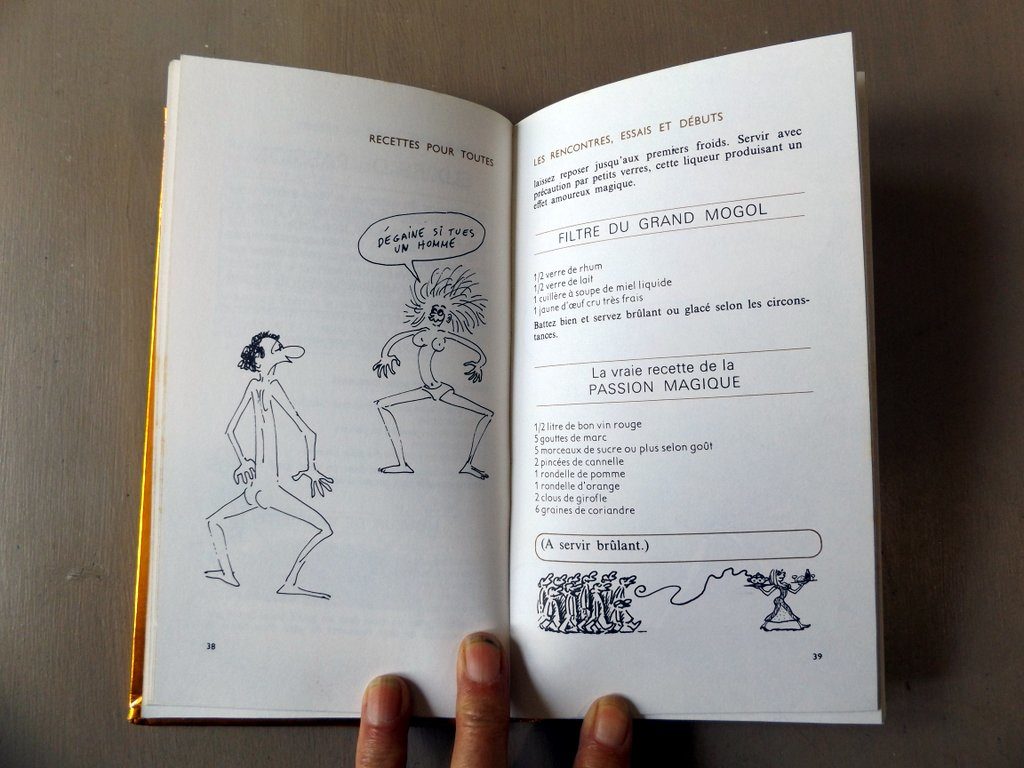 RECETTES POUR TOUTES
DÉGAINE SI TU ES
UN HOMME
38
LES RENCONTRES, ESSAIS ET DÉBUTS
laissez reposer jusqu'aux premiers froids. Servir avec
précaution par petits verres, cette liqueur produisant un
effet amoureux magique.
FILTRE DU GRAND MOGOL
1/2 verre de rhum
1/2 verre de lait
1 cuillère à soupe de miel liquide
1 jaune d'œuf cru très frais
Battez bien et servez brûlant ou glacé selon les circons-
tances.
La vraie recette de la
PASSION MAGIQUE
1/2 litre de bon vin rouge
5 gouttes de marc
5 morceaux de sucre ou plus selon goût
2 pincées de cannelle
1 rondelle de pomme
1 rondelle d'orange
2 clous de girofle
6 graines de coriandre
(A servir brûlant.)
39